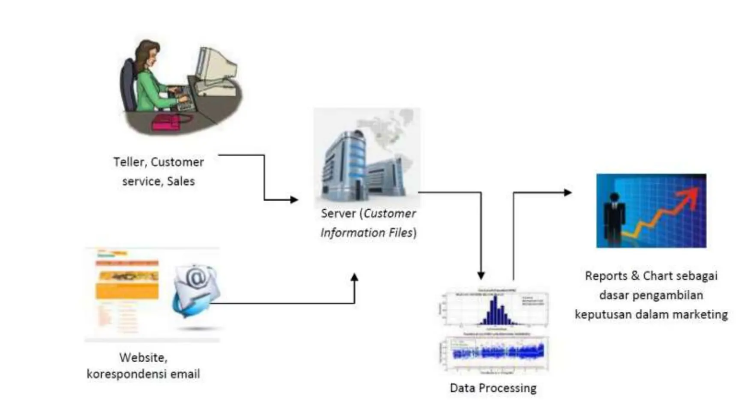 Teller, Customer
service, Sales
Server (Customer
Information Files)
Website,
korespondensi email
Data Processing
Reports & Chart sebagai
dasar pengambilan
keputusan dalam marketing